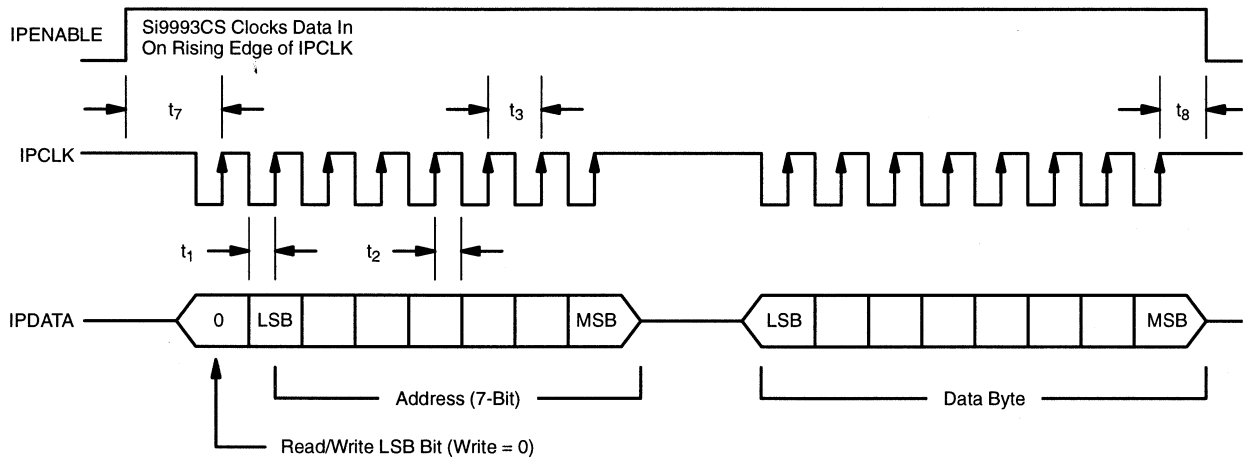 IPENABLE
Si9993CS Clocks Data In
On Rising Edge of IPCLK
t7
t3
t8
IPCLK
t1
t2
IPDATA
0
LSB
MSB
LSB
MSB
Address (7-Bit)
Data Byte
Read/Write LSB Bit (Write = 0)